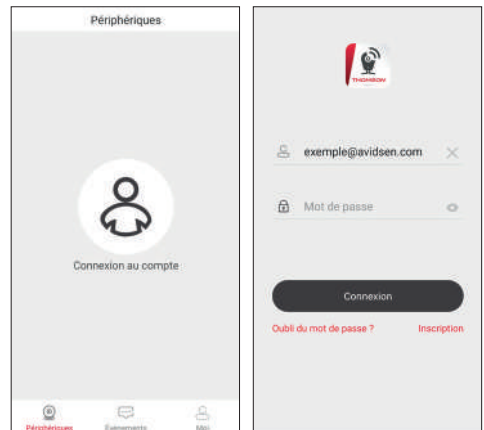 Périphériques
Connexion au compte
Périphériques
Événements
Moi
THOMSON
exemple@avidsen.com
Mot de passe
Connexion
Oubli du mot de passe ?
Inscription